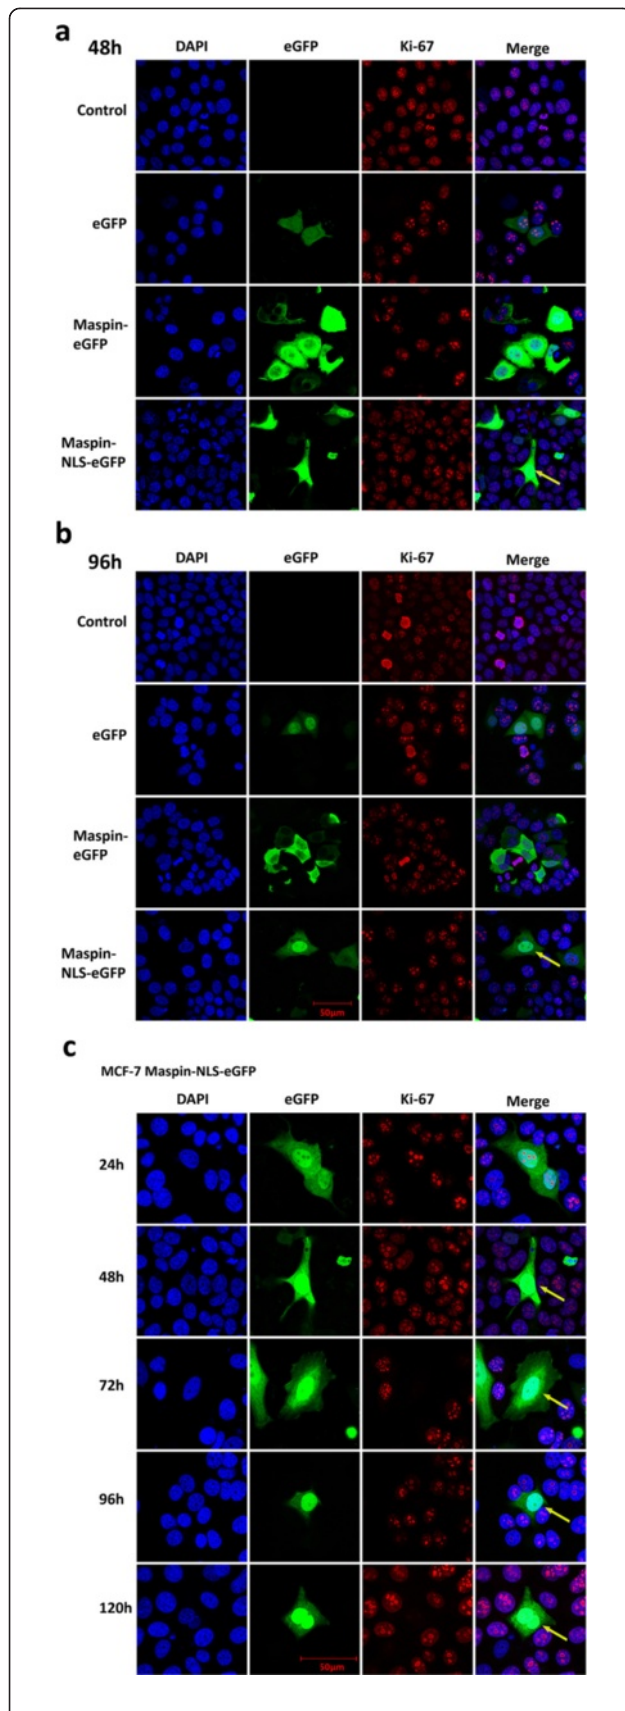 a
48h
DAPI eGFP Ki-67 Merge
Control
eGFP
Maspin-
eGFP
Maspin-
NLS-eGFP
b
96h
DAPI eGFP Ki-67 Merge
Control
eGFP
Maspin-
eGFP
Maspin-
NLS-eGFP
50μm
c
MCF-7 Maspin-NLS-eGFP
DAPI eGFP Ki-67 Merge
24h
48h
72h
96h
120h
50μm